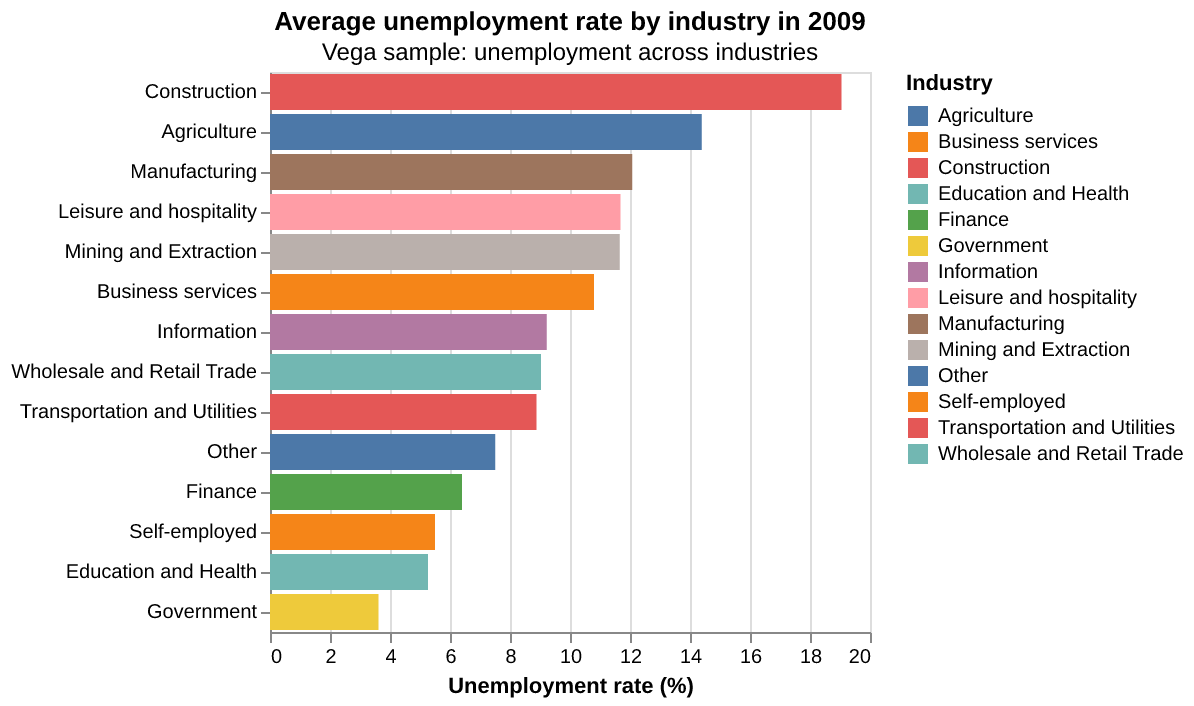 Average unemployment rate by industry in 2009
Vega sample: unemployment across industries
Construction
Agriculture
Manufacturing
Leisure and hospitality
Mining and Extraction
Business services
Information
Wholesale and Retail Trade
Transportation and Utilities
Other
Finance
Self-employed
Education and Health
Government
0 2 4 6 8 10 12 14 16 18 20
Unemployment rate (%)
Industry
Agriculture
Business services
Construction
Education and Health
Finance
Government
Information
Leisure and hospitality
Manufacturing
Mining and Extraction
Other
Self-employed
Transportation and Utilities
Wholesale and Retail Trade